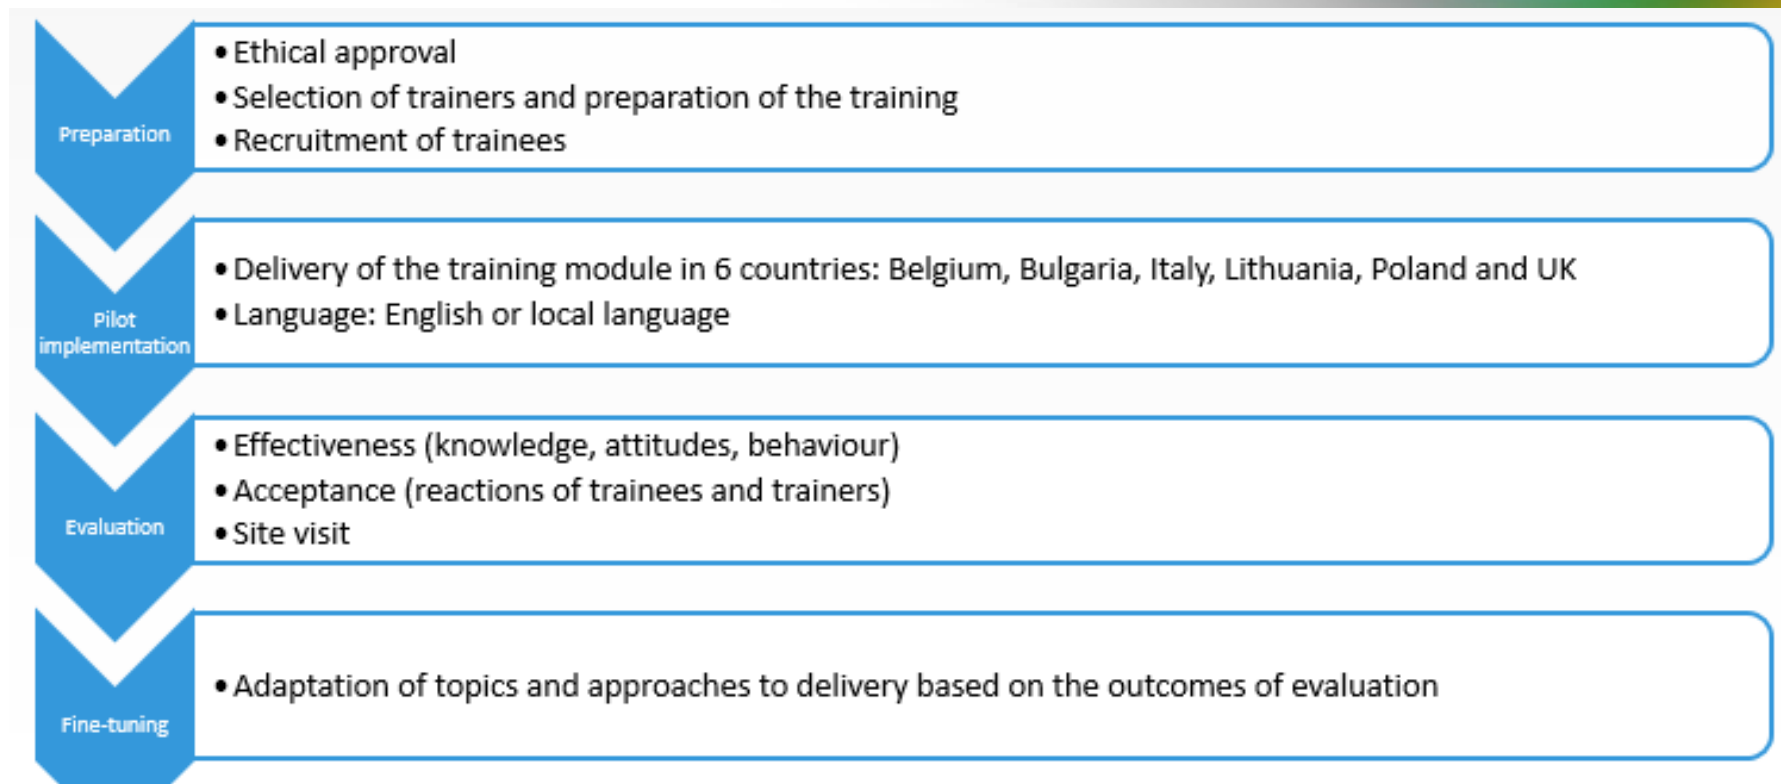 Preparation
• Ethical approval
• Selection of trainers and preparation of the training
• Recruitment of trainees
Pilot
implementation
• Delivery of the training module in 6 countries: Belgium, Bulgaria, Italy, Lithuania, Poland and UK
• Language: English or local language
Evaluation
• Effectiveness (knowledge, attitudes, behaviour)
• Acceptance (reactions of trainees and trainers)
• Site visit
Fine-tuning
• Adaptation of topics and approaches to delivery based on the outcomes of evaluation